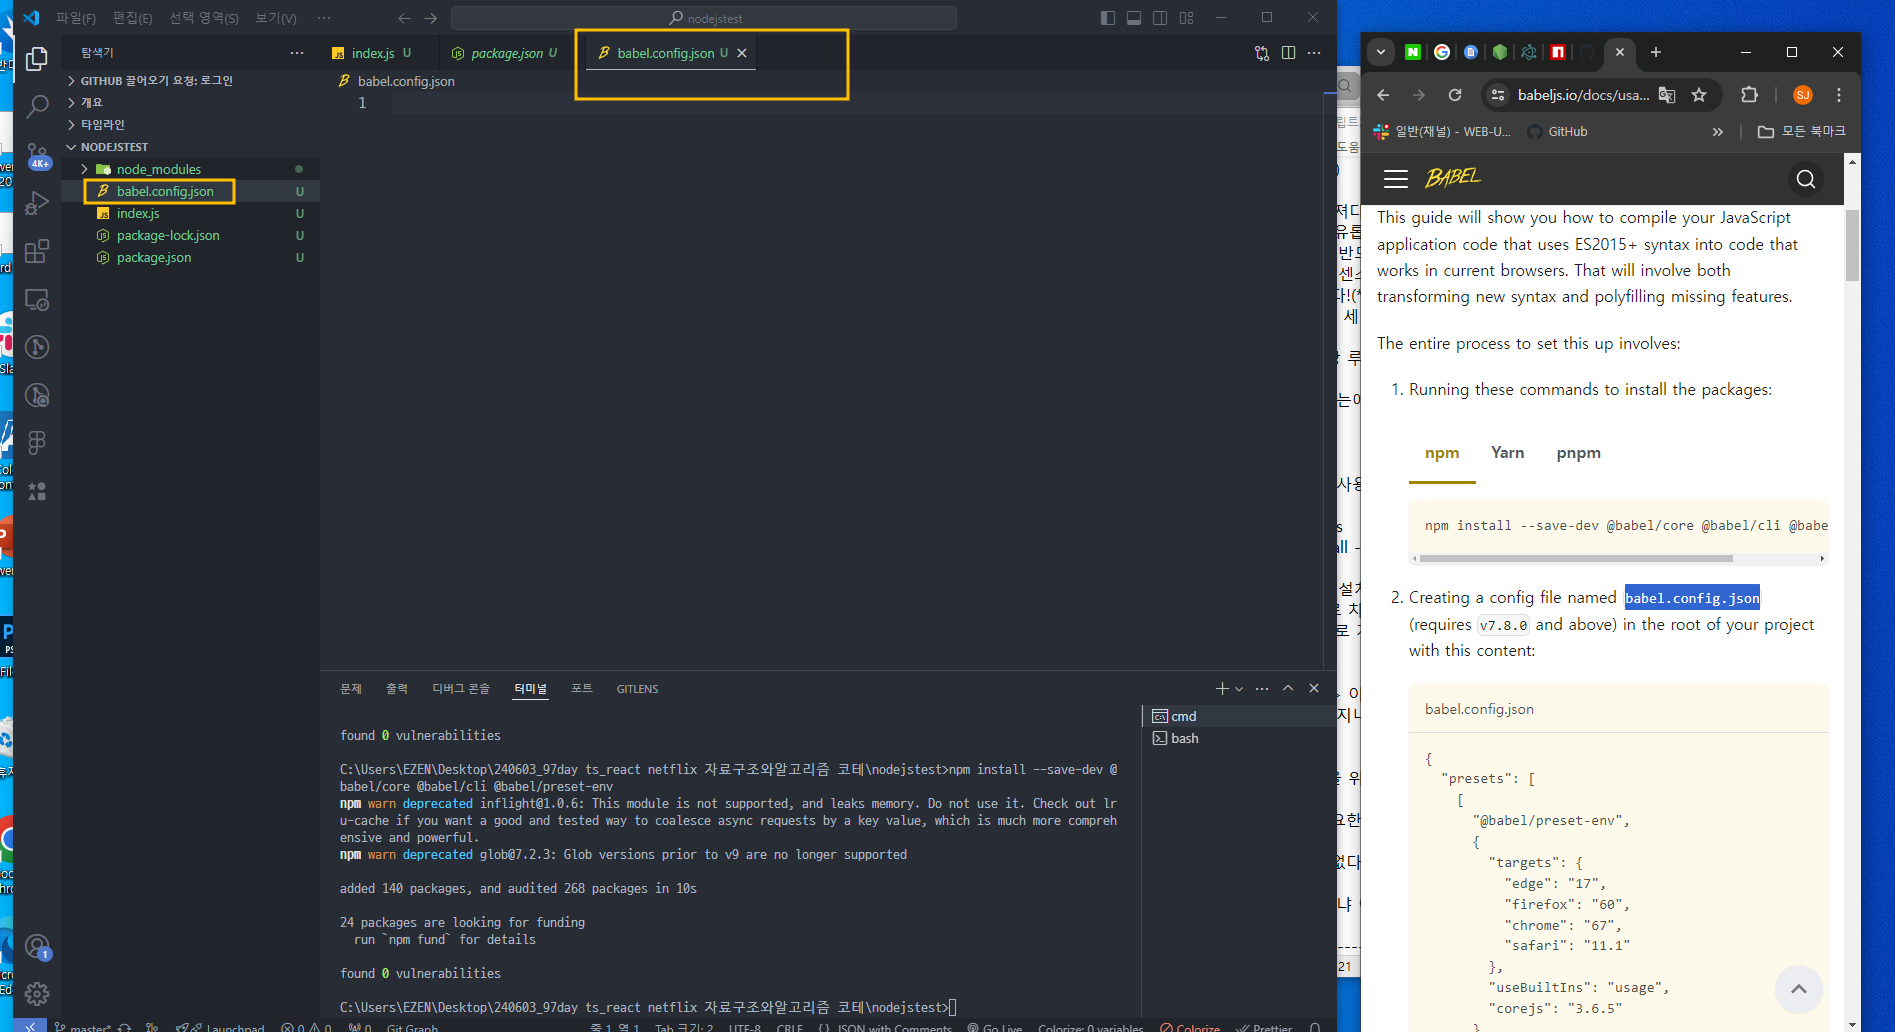 파일(F) 편집(E) 선택 영역(S) 보기(V) ··· nodejstest
탐색기 ···
GITHUB 끌어오기 요청: 로그인
개요
타임라인
NODEJSTEST
node_modules
babel.config.json U
index.js U
package-lock.json U
package.json U
4K+
1
index.js U package.json U babel.config.json U
babel.config.json
1
문제 출력 디버그 콘솔 터미널 포트 GITLENS
cmd
bash
found 0 vulnerabilities
C:\Users\EZEN\Desktop\240603_97day ts_react netflix 자료구조와알고리즘 코테\nodejstest>npm install --save-dev @
babel/core @babel/cli @babel/preset-env
npm warn deprecated inflight@1.0.6: This module is not supported, and leaks memory. Do not use it. Check out lr
u-cache if you want a good and tested way to coalesce async requests by a key value, which is much more compreh
ensive and powerful.
npm warn deprecated glob@7.2.3: Glob versions prior to v9 are no longer supported
added 140 packages, and audited 268 packages in 10s
24 packages are looking for funding
run `npm fund` for details
found 0 vulnerabilities
C:\Users\EZEN\Desktop\240603_97day ts_react netflix 자료구조와알고리즘 코테\nodejstest>
master* Launchpad 0 0 0 Git Graph 줄 1, 열 1 Tab 크기: 2 UTF-8 CRLF {} JSON with Comments Go Live Colorize: 0 variables Colorize Prettier
babeljs.io/docs/usa... SJ
일반(채널) - WEB-U... GitHub » 모든 북마크
BABEL
This guide will show you how to compile your JavaScript
application code that uses ES2015+ syntax into code that
works in current browsers. That will involve both
transforming new syntax and polyfilling missing features.
The entire process to set this up involves:
1. Running these commands to install the packages:
npm Yarn pnpm
npm install --save-dev @babel/core @babel/cli @babe
2. Creating a config file named babel.config.json
(requires v7.8.0 and above) in the root of your project
with this content:
babel.config.json
{
"presets": [
[
"@babel/preset-env",
{
"targets": {
"edge": "17",
"firefox": "60",
"chrome": "67",
"safari": "11.1"
},
"useBuiltIns": "usage",
"corejs": "3.6.5"
}